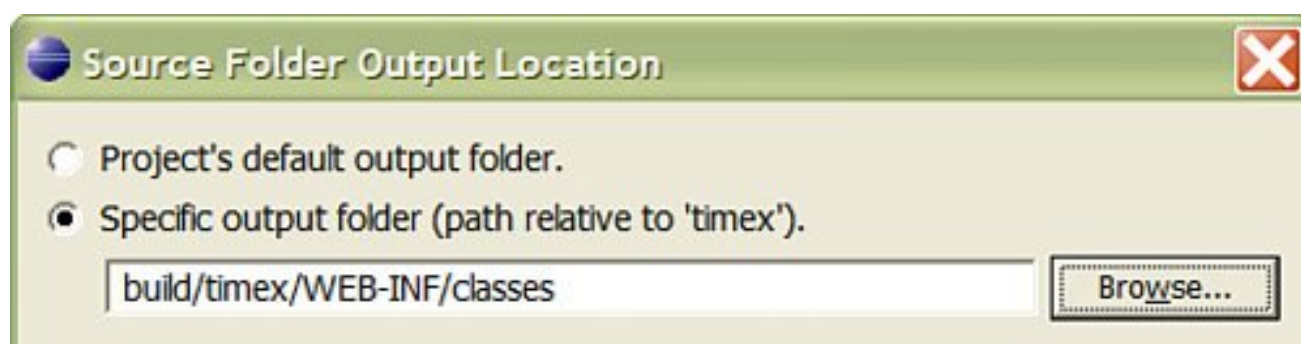 Source Folder Output Location
Project's default output folder.
Specific output folder (path relative to 'timex').
build/timex/WEB-INF/classes
Browse...